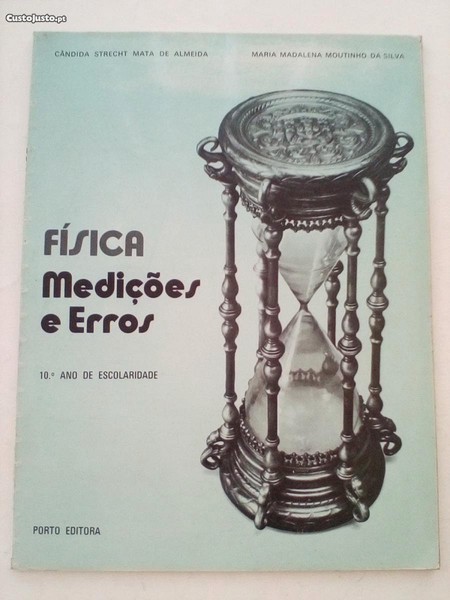 CustoJusto.pt
CÂNDIDA STRECHT MATA DE ALMEIDA
MARIA MADALENA MOUTINHO DA SILVA
FÍSICA
Medições
e Erros
10.º ANO DE ESCOLARIDADE
PORTO EDITORA